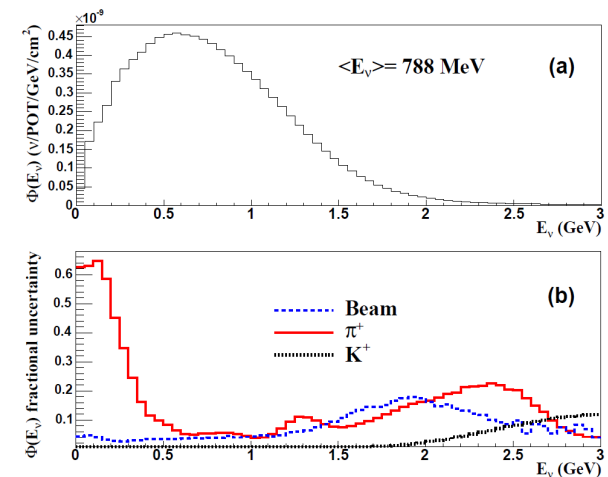 ×10⁻⁹
Φ(Eν) (ν/POT/GeV/cm²)
0.45
0.4
0.35
0.3
0.25
0.2
0.15
0.1
0.05
0
<Eν>= 788 MeV
(a)
0 0.5 1 1.5 2 2.5 3
Eν (GeV)
Φ(Eν) fractional uncertainty
0.6
0.5
0.4
0.3
0.2
0.1
(b)
Beam
π⁺
K⁺
0 0.5 1 1.5 2 2.5 3
Eν (GeV)